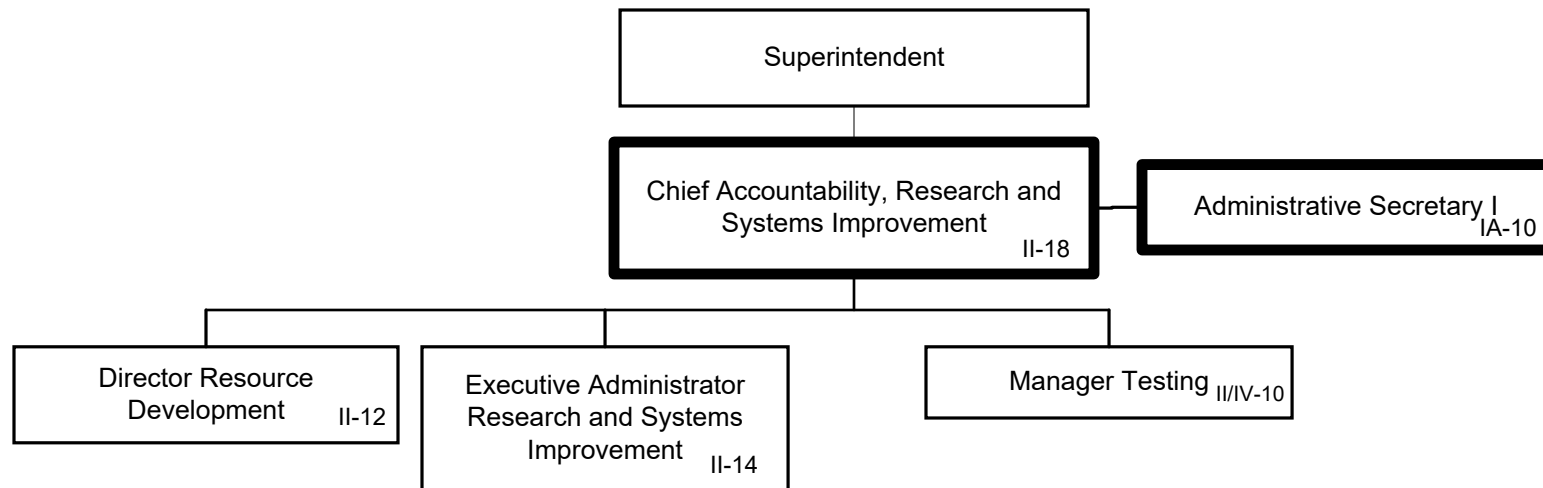 Superintendent
Chief Accountability, Research and
Systems Improvement
II-18
Administrative Secretary I
IA-10
Director Resource
Development
II-12
Executive Administrator
Research and Systems
Improvement
II-14
Manager Testing
II/IV-10